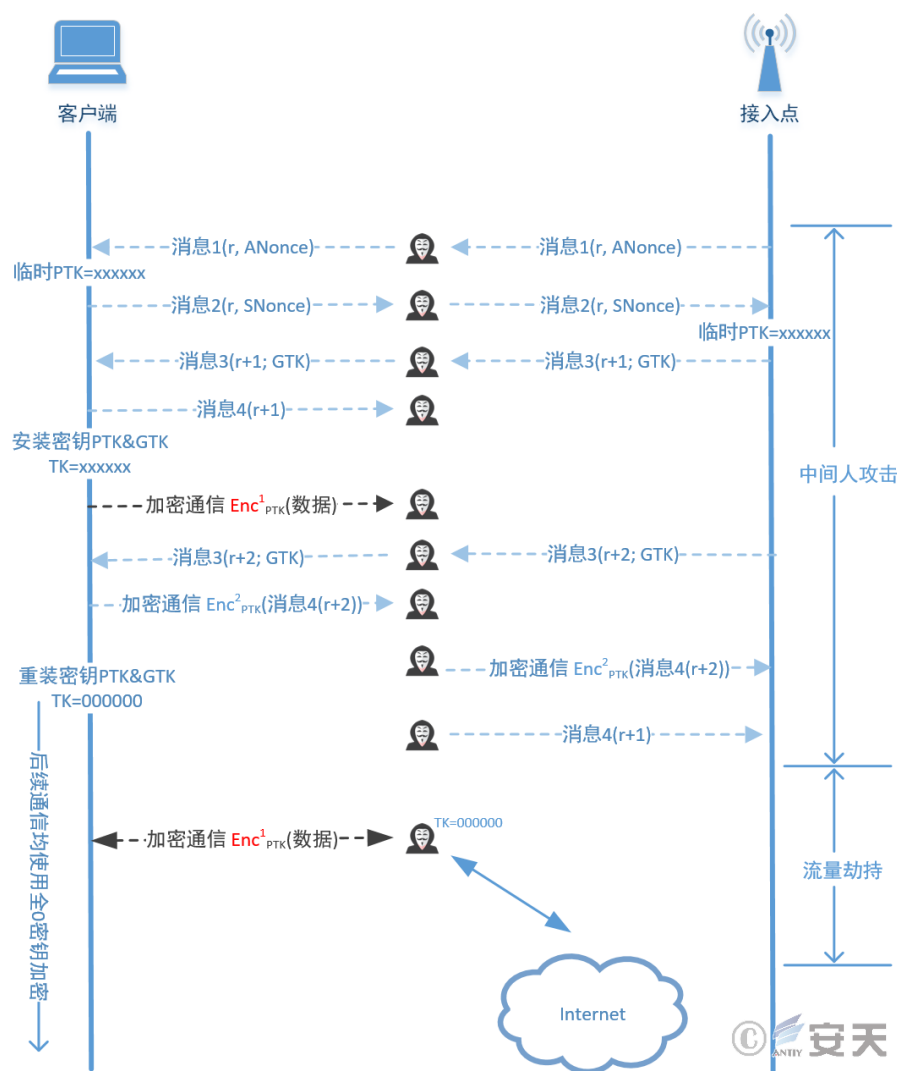 客户端
接入点
消息1(r, ANonce)
消息1(r, ANonce)
临时PTK=xxxxxx
消息2(r, SNonce)
消息2(r, SNonce)
临时PTK=xxxxxx
消息3(r+1; GTK)
消息3(r+1; GTK)
消息4(r+1)
安装密钥PTK&GTK
TK=xxxxxx
中间人攻击
加密通信 Enc¹PTK(数据)
消息3(r+2; GTK)
消息3(r+2; GTK)
加密通信 Enc²PTK(消息4(r+2))
加密通信 Enc²PTK(消息4(r+2))
重装密钥PTK&GTK
TK=000000
消息4(r+1)
后续通信均使用全0密钥加密
TK=000000
加密通信 Enc¹PTK(数据)
流量劫持
Internet
© ANTIY 安天